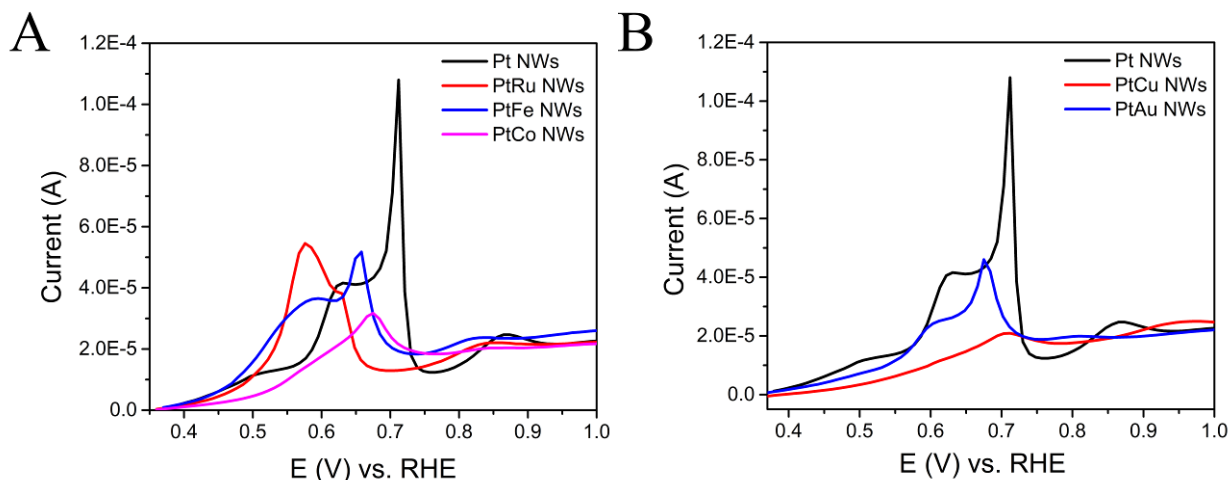 A
1.2E-4
1.0E-4
8.0E-5
6.0E-5
4.0E-5
2.0E-5
0.0
Current (A)
Pt NWs
PtRu NWs
PtFe NWs
PtCo NWs
0.4 0.5 0.6 0.7 0.8 0.9 1.0
E (V) vs. RHE
B
1.2E-4
1.0E-4
8.0E-5
6.0E-5
4.0E-5
2.0E-5
0.0
Current (A)
Pt NWs
PtCu NWs
PtAu NWs
0.4 0.5 0.6 0.7 0.8 0.9 1.0
E (V) vs. RHE